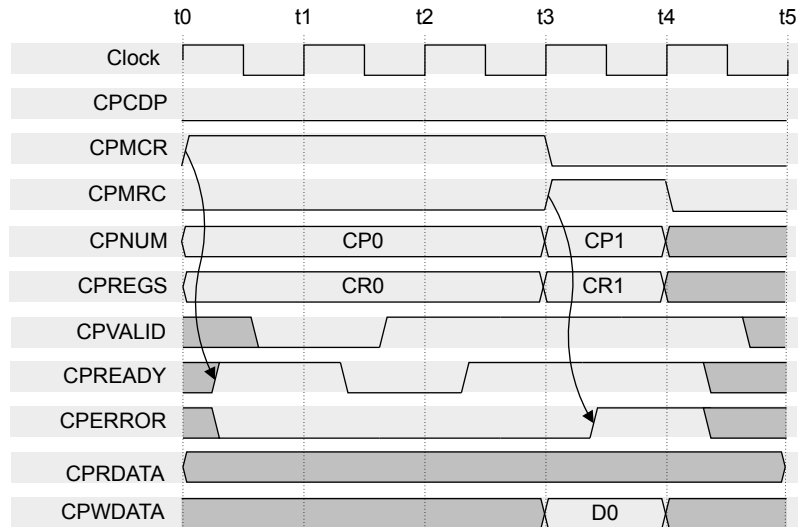 t0 t1 t2 t3 t4 t5
Clock
CPCDP
CPMCR
CPMRC
CPNUM CP0 CP1
CPREGS CR0 CR1
CPVALID
CPREADY
CPERROR
CPRDATA
CPWDATA D0